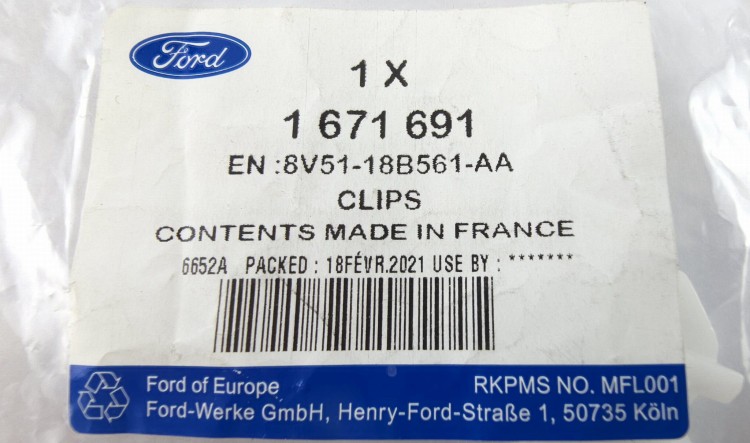 Ford
1 X
1 671 691
EN :8V51-18B561-AA
CLIPS
CONTENTS MADE IN FRANCE
6652A PACKED : 18FÉVR.2021 USE BY : *******
Ford of Europe RKPMS NO. MFL001
Ford-Werke GmbH, Henry-Ford-Straße 1, 50735 Köln